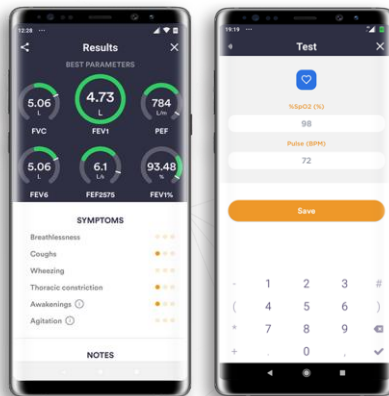 12:28
Results
BEST PARAMETERS
5.06
L
FVC
4.73
L
FEV1
784
L/m
PEF
5.06
L
FEV6
6.1
L/s
FEF2575
93.48
%
FEV1%
SYMPTOMS
Breathlessness
Coughs
Wheezing
Thoracic constriction
Awakenings
Agitation
NOTES
19:19
Test
%SpO2 (%)
98
Pulse (BPM)
72
Save
- 1 2 3 #
( 4 5 6 )
* 7 8 9
+ . 0 ,